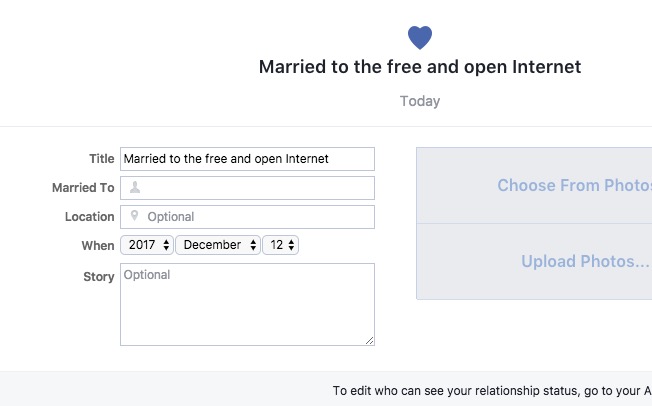 Married to the free and open Internet
Today
Title Married to the free and open Internet
Married To
Location Optional
When 2017 December 12
Story Optional
Choose From Photos
Upload Photos...
To edit who can see your relationship status, go to your A